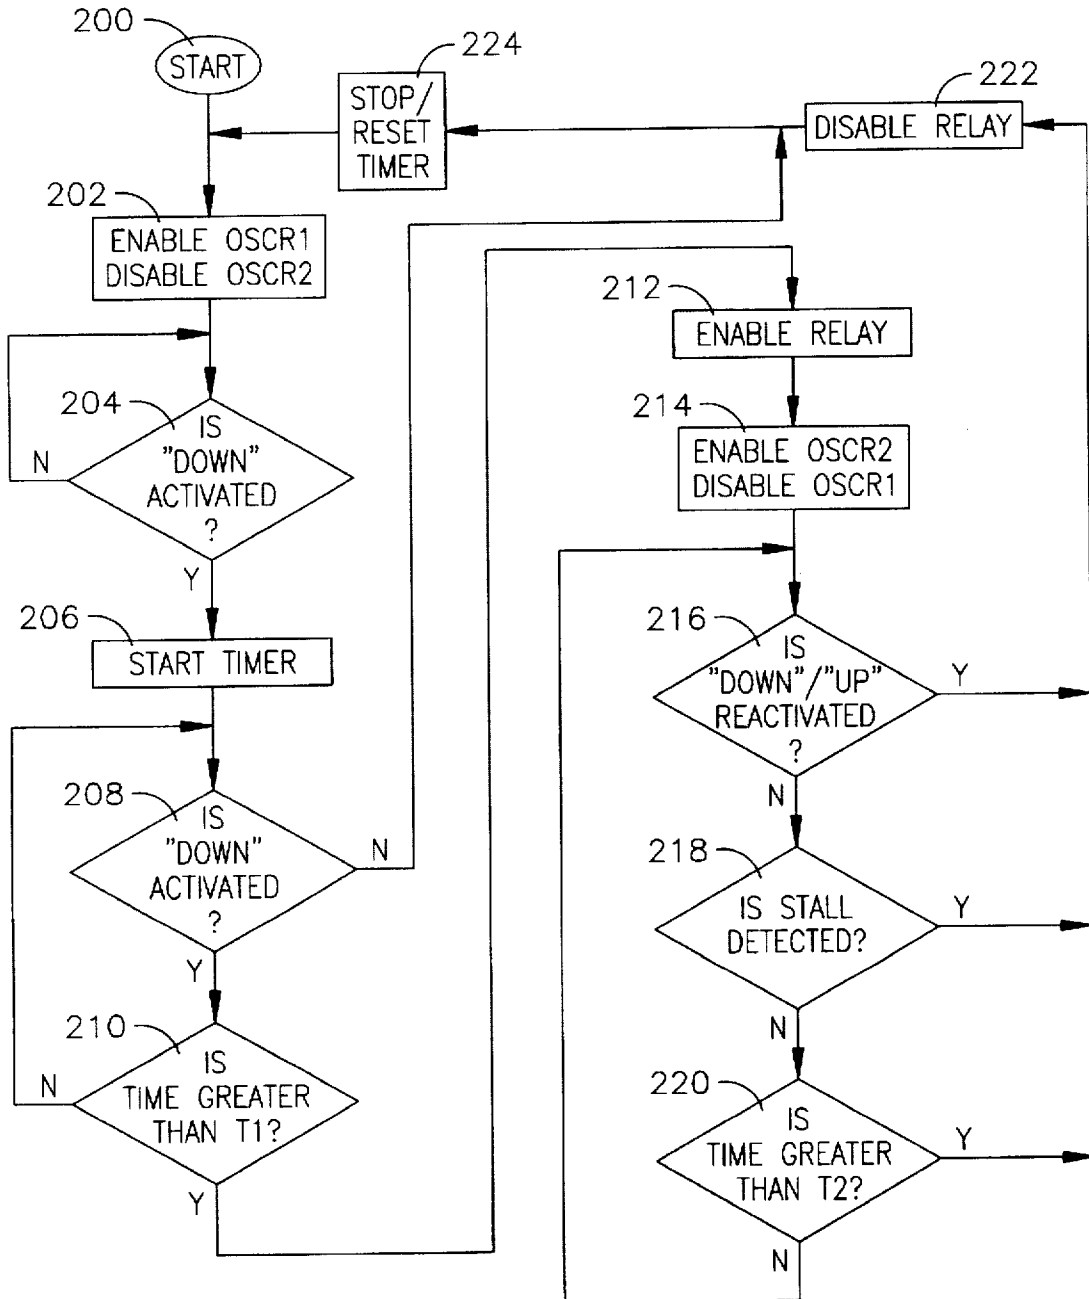 200
START
224
STOP/
RESET
TIMER
222
DISABLE RELAY
202
ENABLE OSCR1
DISABLE OSCR2
204
IS
"DOWN"
ACTIVATED
?
N
Y
206
START TIMER
208
IS
"DOWN"
ACTIVATED
?
N
Y
210
IS
TIME GREATER
THAN T1?
N
Y
212
ENABLE RELAY
214
ENABLE OSCR2
DISABLE OSCR1
216
IS
"DOWN"/"UP"
REACTIVATED
?
Y
N
218
IS STALL
DETECTED?
Y
N
220
IS
TIME GREATER
THAN T2?
Y
N